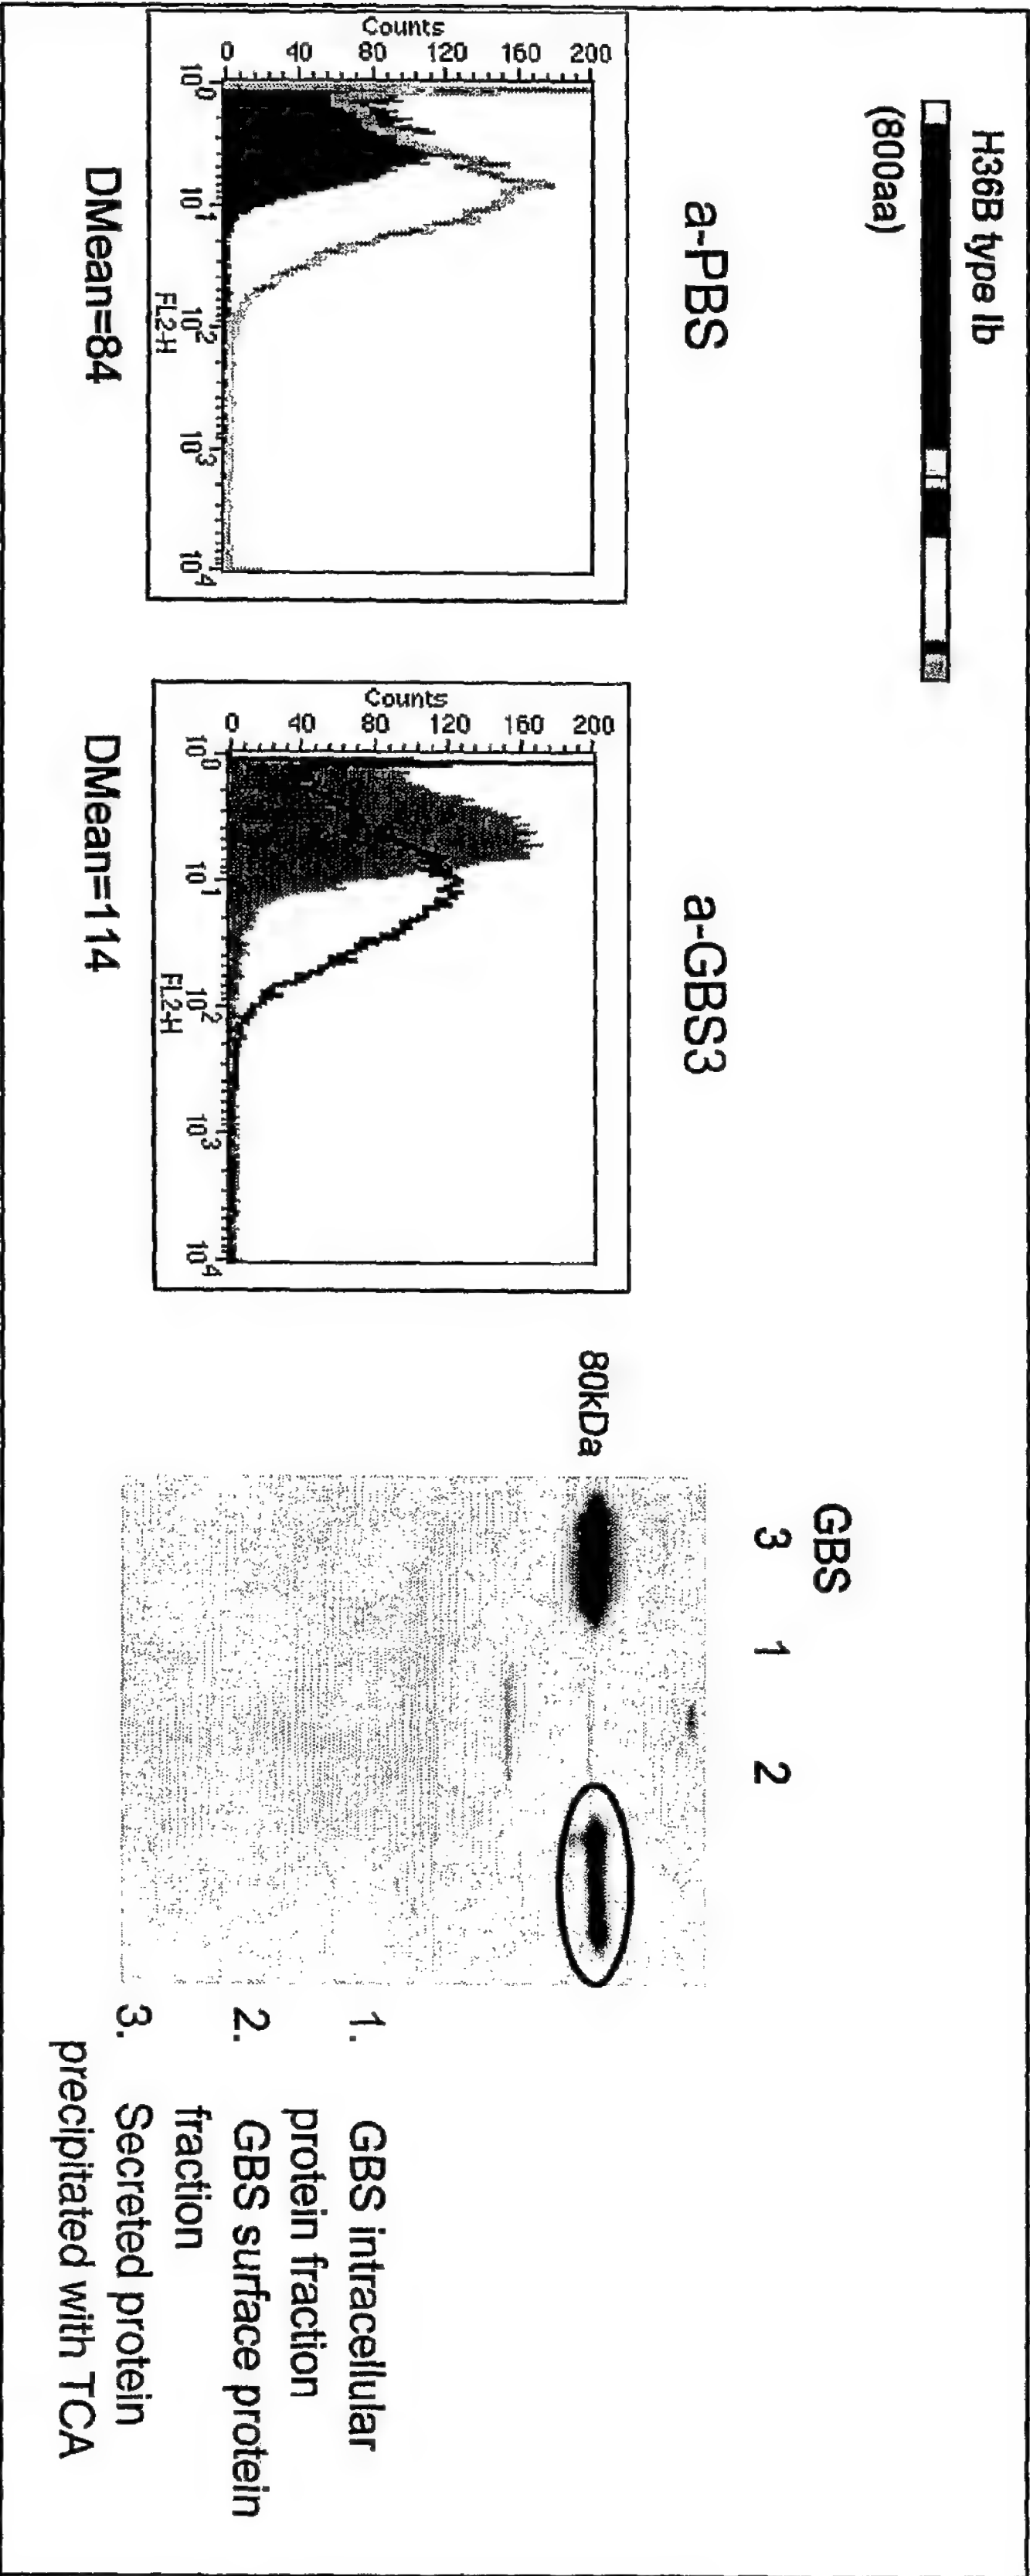 H36B type Ib
(800aa)
a-PBS
Counts
0 40 80 120 160 200
10^0 10^1 10^2 10^3 10^4
FL2-H
DMean=84
a-GBS3
Counts
0 40 80 120 160 200
10^0 10^1 10^2 10^3 10^4
FL2-H
DMean=114
GBS
3 1 2
80kDa
1. GBS intracellular
protein fraction
2. GBS surface protein
fraction
3. Secreted protein
precipitated with TCA